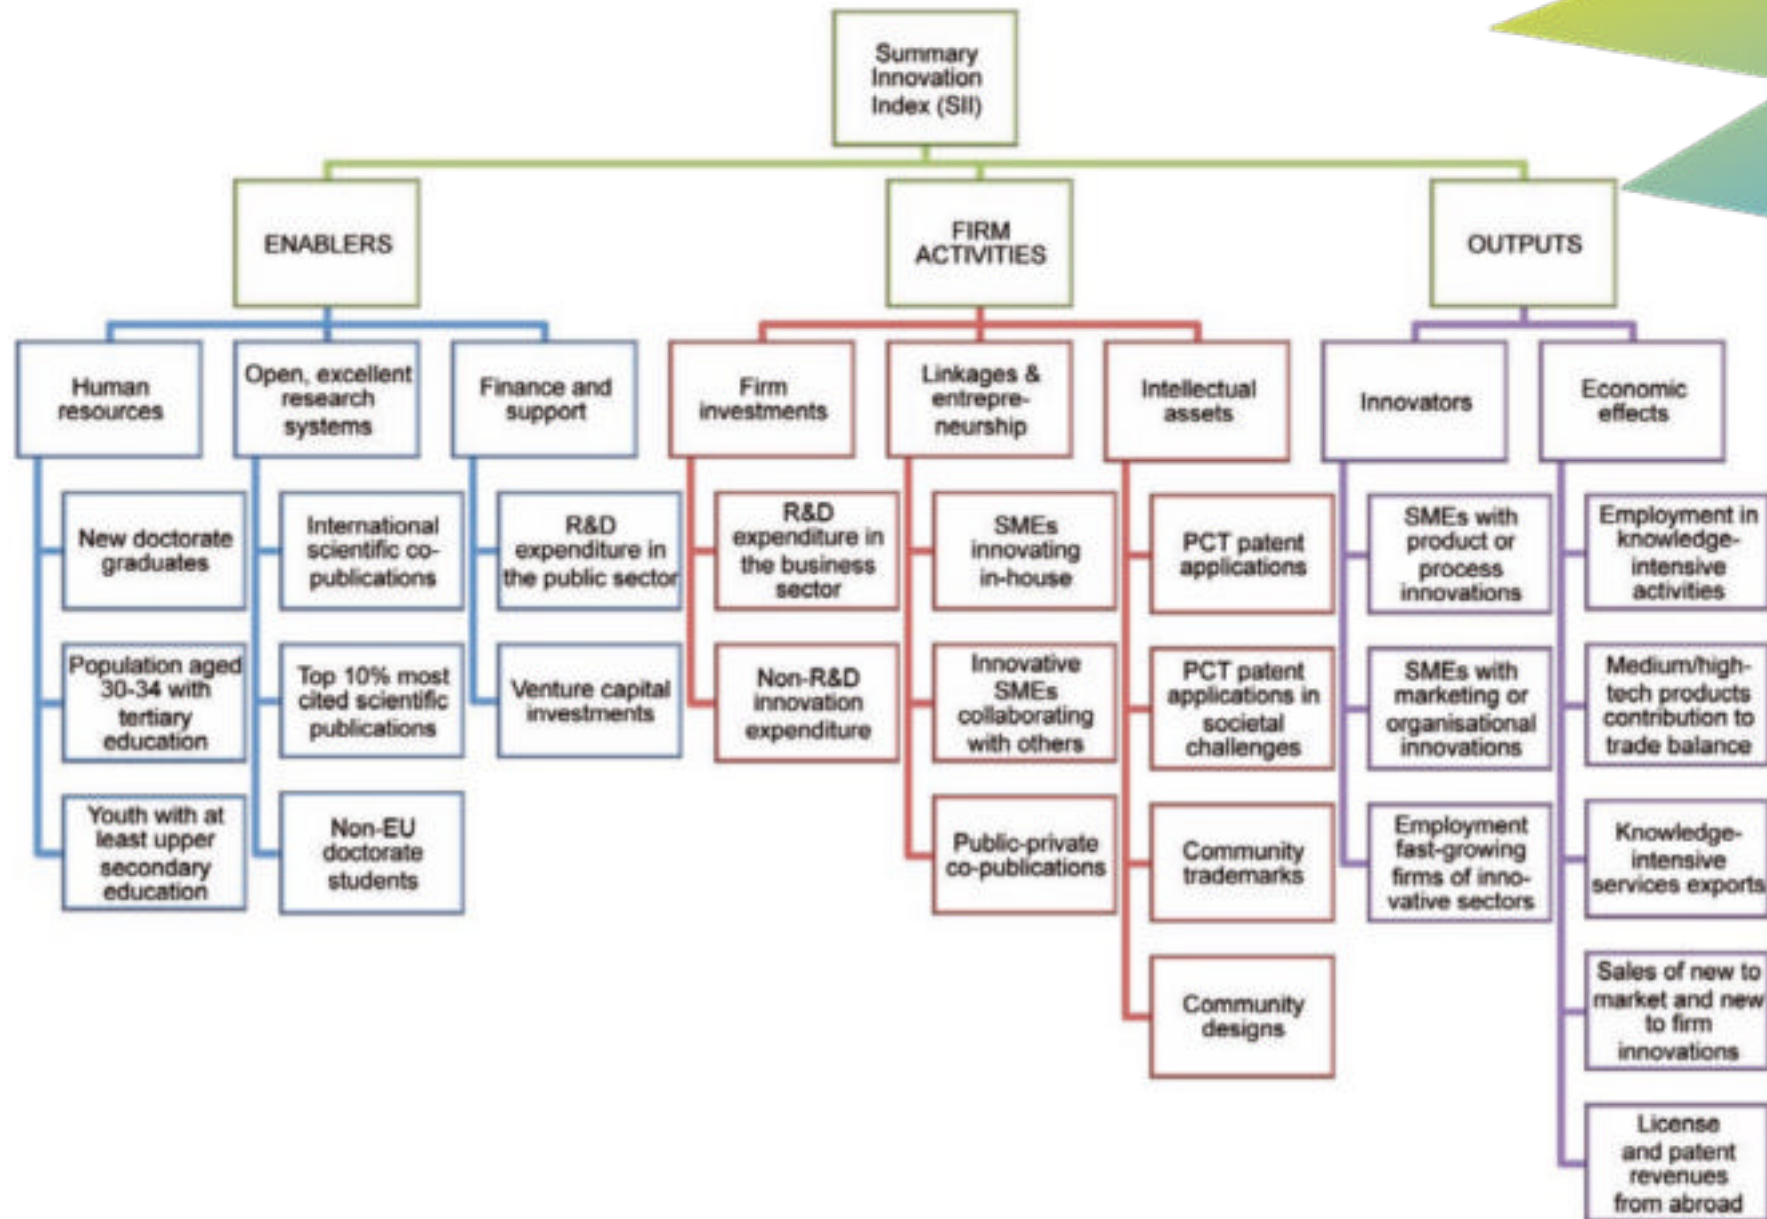 Summary
Innovation
Index (SII)
ENABLERS
FIRM
ACTIVITIES
OUTPUTS
Human
resources
Open, excellent
research
systems
Finance and
support
Firm
investments
Linkages &
entrepre-
neurship
Intellectual
assets
Innovators
Economic
effects
New doctorate
graduates
Population aged
30-34 with
tertiary
education
Youth with at
least upper
secondary
education
International
scientific co-
publications
Top 10% most
cited scientific
publications
Non-EU
doctorate
students
R&D
expenditure in
the public sector
Venture capital
investments
R&D
expenditure in
the business
sector
Non-R&D
innovation
expenditure
SMEs
innovating
in-house
Innovative
SMEs
collaborating
with others
Public-private
co-publications
PCT patent
applications
PCT patent
applications in
societal
challenges
Community
trademarks
Community
designs
SMEs with
product or
process
innovations
SMEs with
marketing or
organisational
innovations
Employment
fast-growing
firms of inno-
vative sectors
Employment in
knowledge-
intensive
activities
Medium/high-
tech products
contribution to
trade balance
Knowledge-
intensive
services exports
Sales of new to
market and new
to firm
innovations
License
and patent
revenues
from abroad